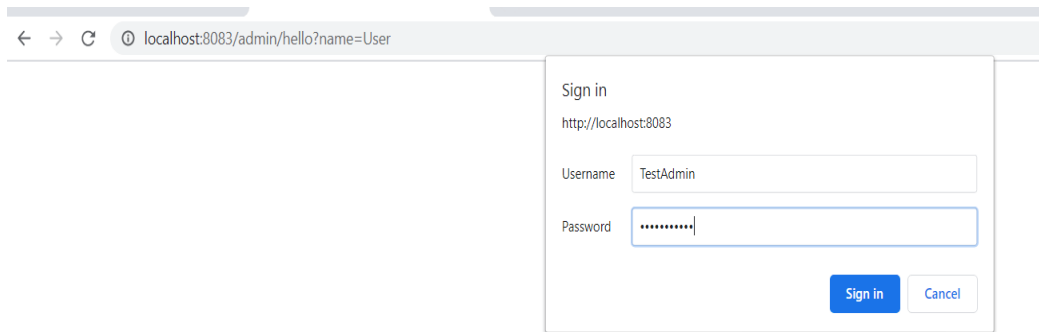 localhost:8083/admin/hello?name=User
Sign in
http://localhost:8083
Username TestAdmin
Password •••••••••••
Sign in Cancel